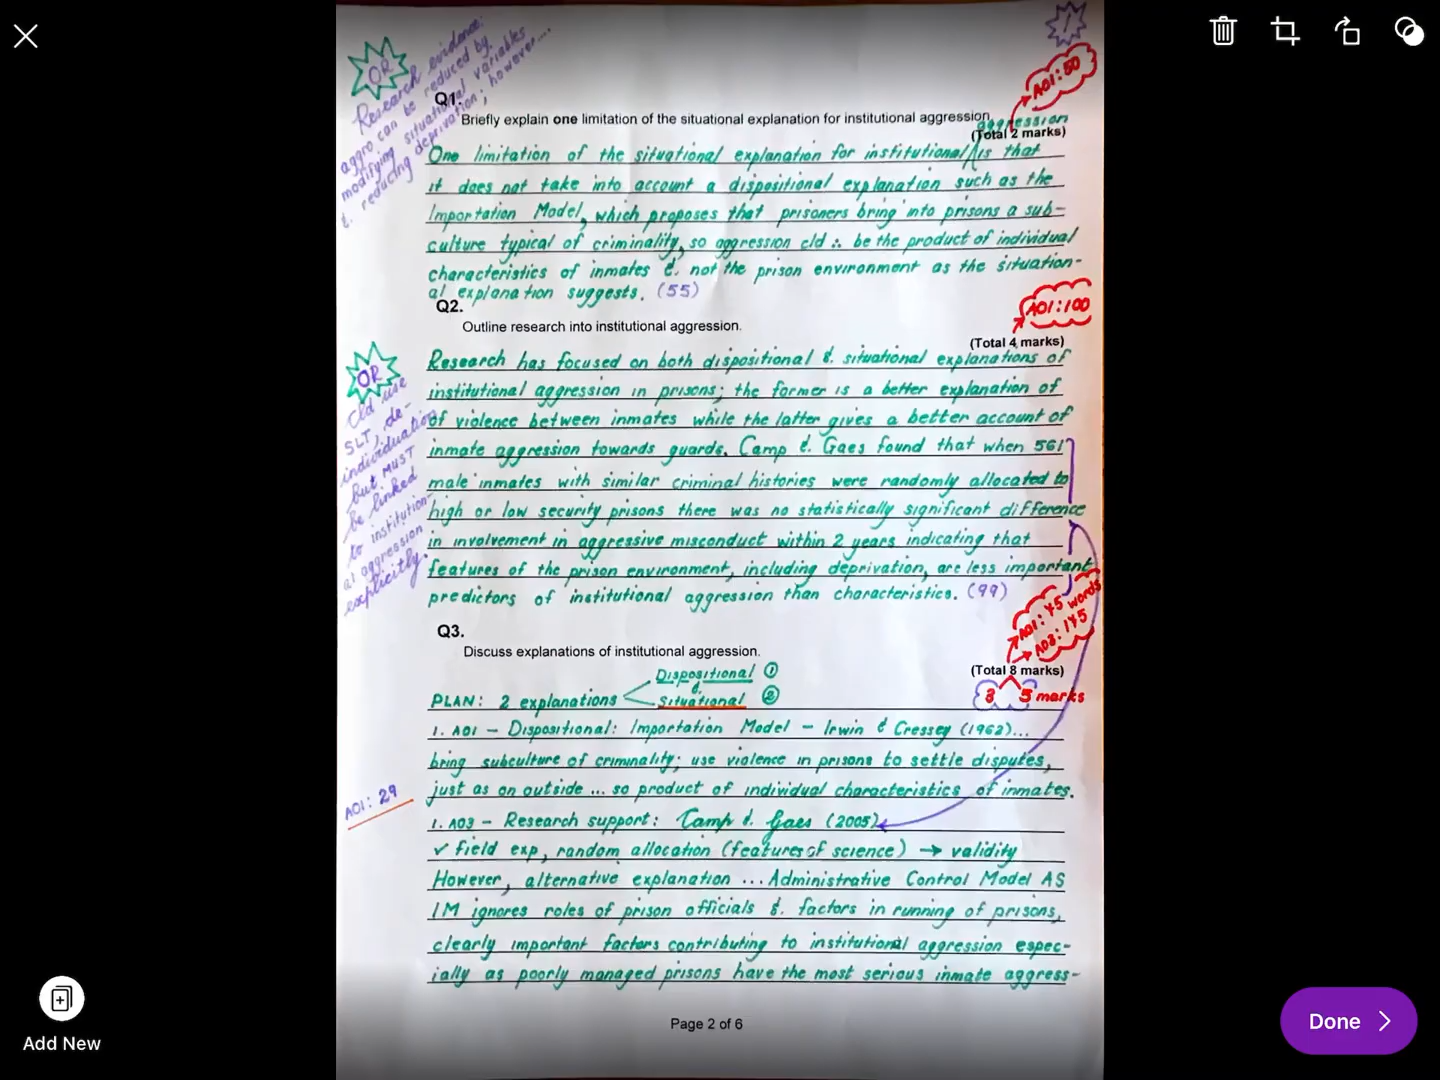 OR
Research evidence:
aggro can be reduced by
modifying situational variables
& reducing deprivation; however...
1
AO1: 50
Q1.
Briefly explain one limitation of the situational explanation for institutional aggression.
(Total 2 marks)
aggression
One limitation of the situational explanation for institutional /\ is that
it does not take into account a dispositional explanation such as the
Importation Model, which proposes that prisoners bring into prisons a sub-
culture typical of criminality, so aggression cld ∴ be the product of individual
characteristics of inmates & not the prison environment as the situation-
al explanation suggests. (55)
AO1: 100
Q2.
Outline research into institutional aggression.
(Total 4 marks)
OR
Cld use
SLT, de-
individuation
but MUST
be linked
to institution-
al aggression
explicitly.
Research has focused on both dispositional & situational explanations of
institutional aggression in prisons; the former is a better explanation of
of violence between inmates while the latter gives a better account of
inmate aggression towards guards. Camp & Gaes found that when 561
male inmates with similar criminal histories were randomly allocated to
high or low security prisons there was no statistically significant difference
in involvement in aggressive misconduct within 2 years indicating that
features of the prison environment, including deprivation, are less important
predictors of institutional aggression than characteristics. (99)
AO1: 75 words
AO3: 175
Q3.
Discuss explanations of institutional aggression.
(Total 8 marks)
3 5 marks
PLAN: 2 explanations
Dispositional ①
&
Situational ②
1. AO1 – Dispositional: Importation Model – Irwin & Cressey (1962)...
bring subculture of criminality; use violence in prisons to settle disputes,
just as on outside ... so product of individual characteristics of inmates.
AO1: 29
1. AO3 – Research support: Camp & Gaes (2005)
✓ field exp, random allocation (features of science) → validity
However, alternative explanation ... Administrative Control Model AS
IM ignores roles of prison officials & factors in running of prisons,
clearly important factors contributing to institutional aggression espec-
ially as poorly managed prisons have the most serious inmate aggress-
Page 2 of 6
Add New
Done